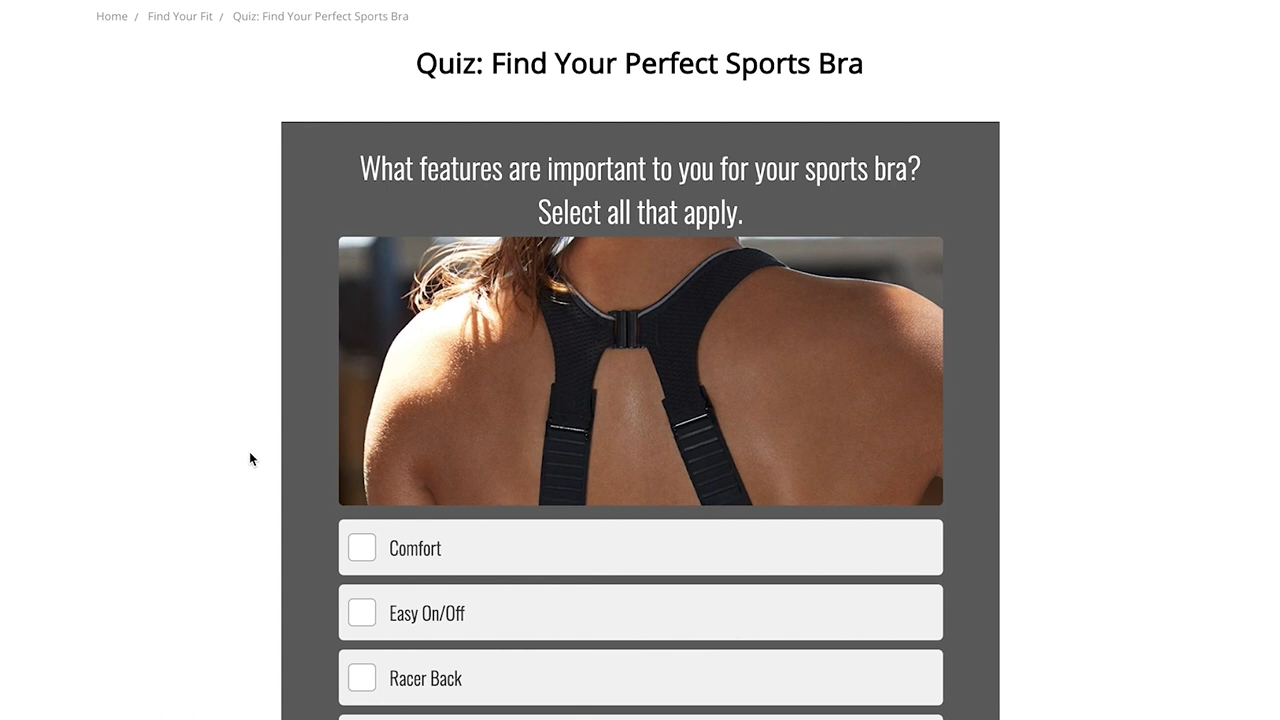 Home / Find Your Fit / Quiz: Find Your Perfect Sports Bra
Quiz: Find Your Perfect Sports Bra
What features are important to you for your sports bra?
Select all that apply.
Comfort
Easy On/Off
Racer Back